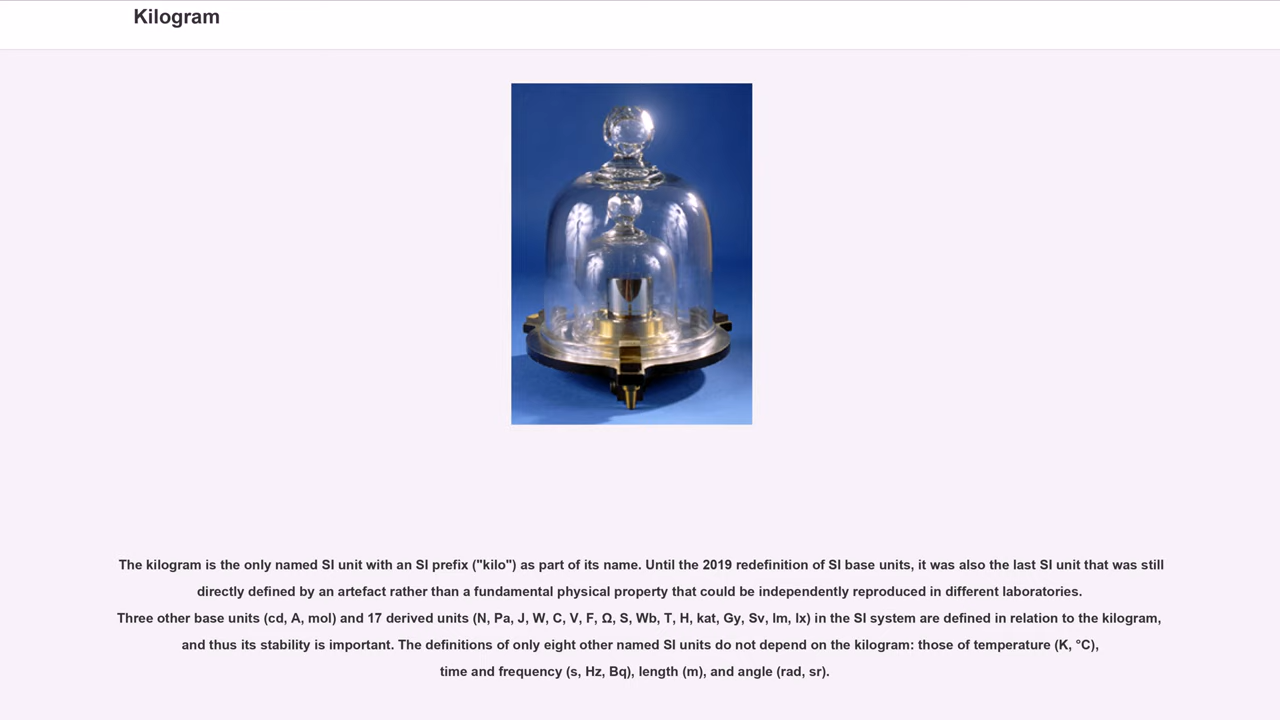 Kilogram
The kilogram is the only named SI unit with an SI prefix ("kilo") as part of its name. Until the 2019 redefinition of SI base units, it was also the last SI unit that was still
directly defined by an artefact rather than a fundamental physical property that could be independently reproduced in different laboratories.
Three other base units (cd, A, mol) and 17 derived units (N, Pa, J, W, C, V, F, Ω, S, Wb, T, H, kat, Gy, Sv, lm, lx) in the SI system are defined in relation to the kilogram,
and thus its stability is important. The definitions of only eight other named SI units do not depend on the kilogram: those of temperature (K, °C),
time and frequency (s, Hz, Bq), length (m), and angle (rad, sr).